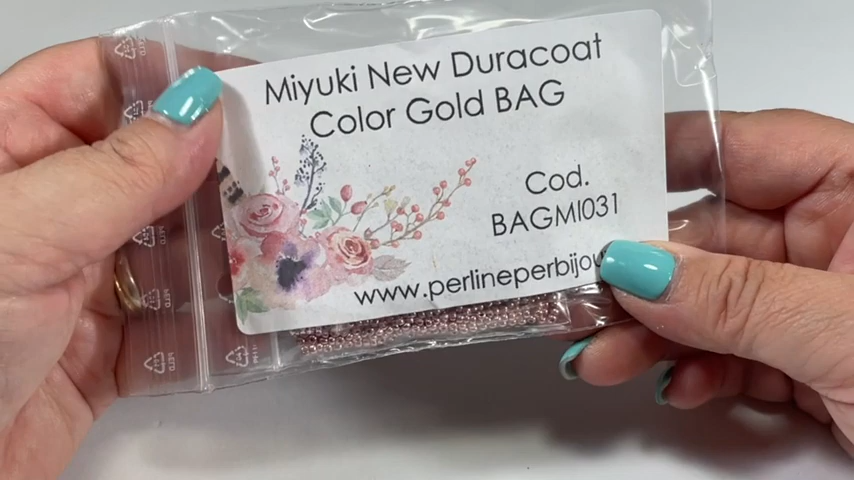 Miyuki New Duracoat
Color Gold BAG
Cod.
BAGMI031
www.perlineperbijou